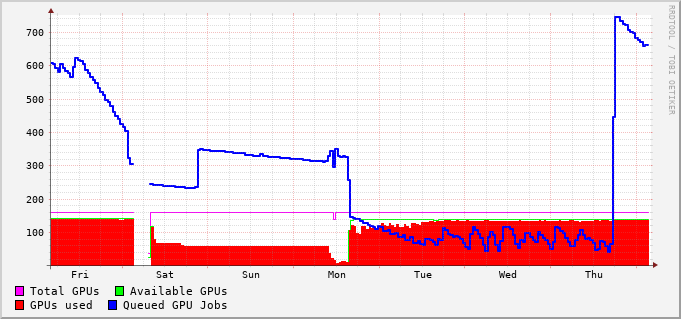 700
600
500
400
300
200
100
Fri Sat Sun Mon Tue Wed Thu
Total GPUs Available GPUs
GPUs used Queued GPU Jobs
RRDTOOL / TOBI OETIKER